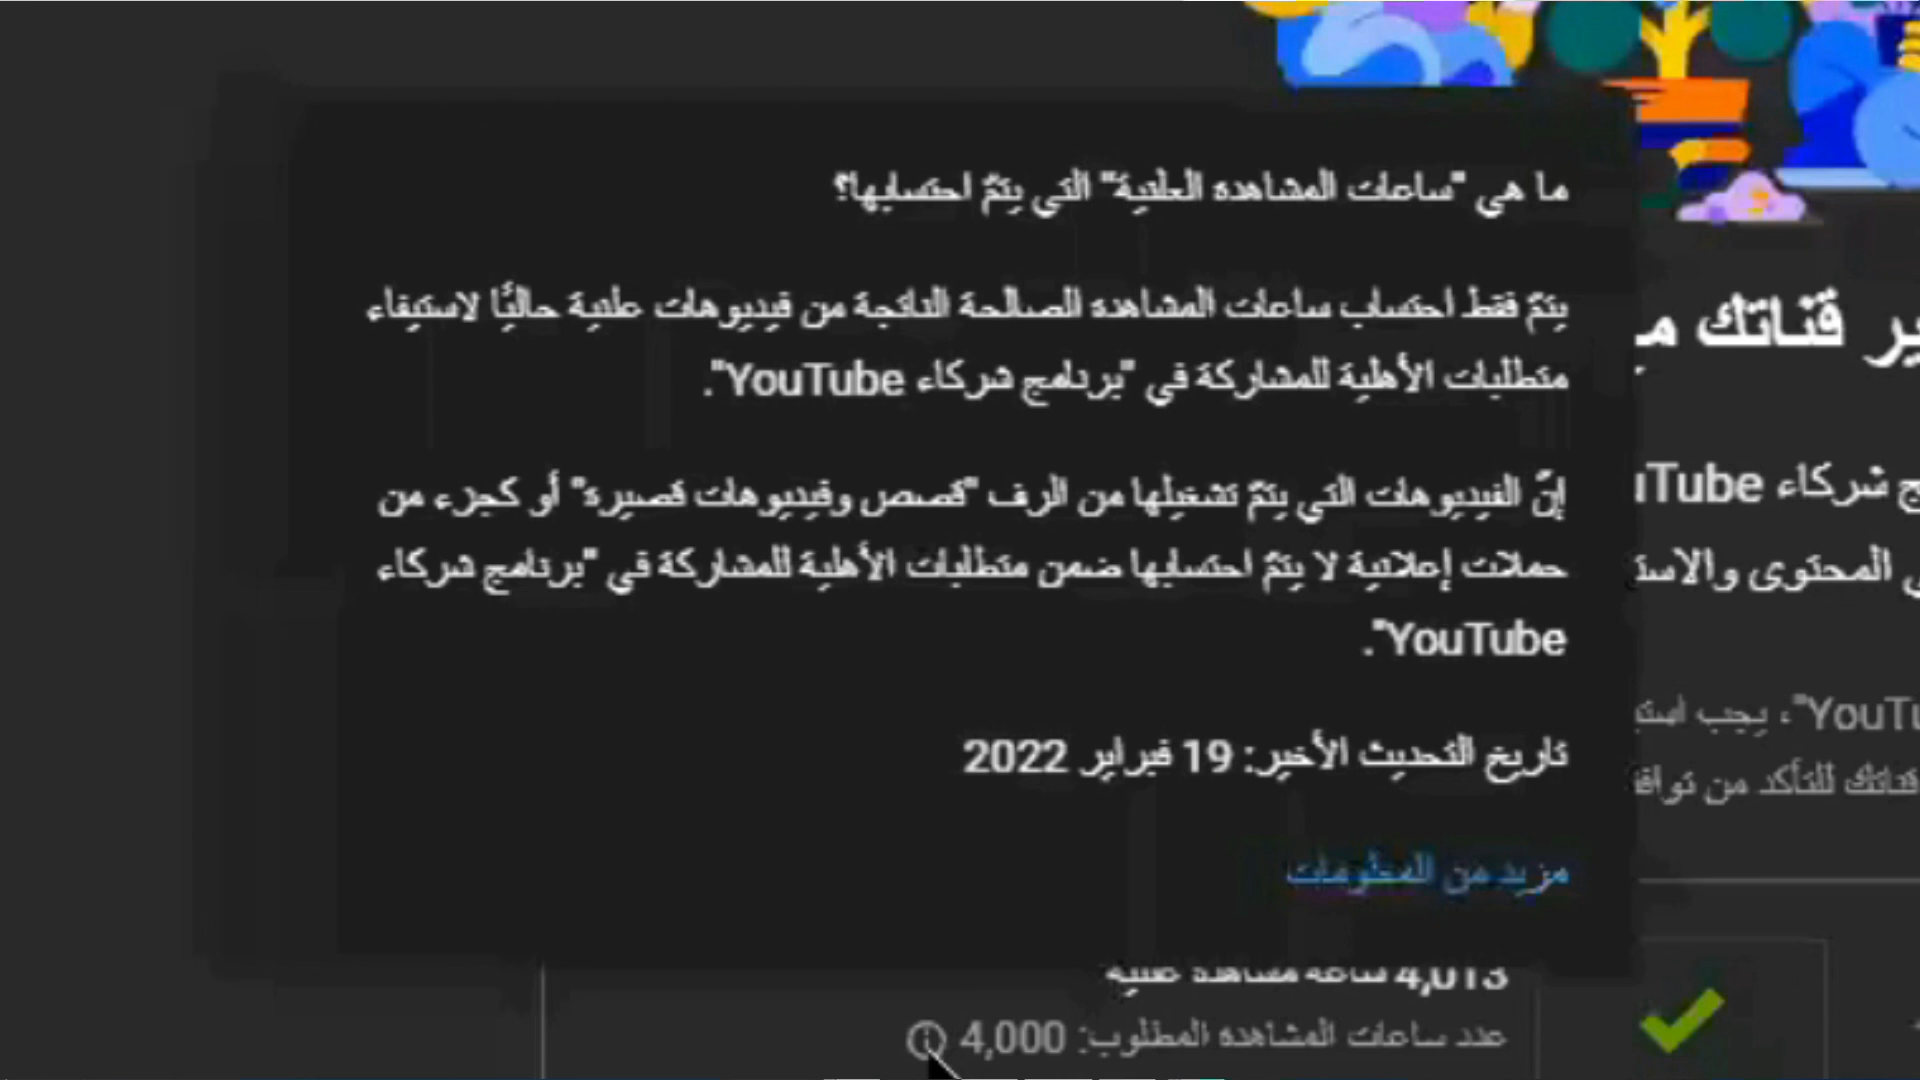 ما هي "ساعات المشاهدة العلنية" التي يتمّ احتسابها؟
يتمّ فقط احتساب ساعات المشاهدة الصالحة الناتجة من فيديوهات علنية حاليًا لاستيفاء
متطلبات الأهلية للمشاركة في "برنامج شركاء YouTube".
إنّ الفيديوهات التي يتمّ تشغيلها من الرف "قصص وفيديوهات قصيرة" أو كجزء من
حملات إعلانية لا يتمّ احتسابها ضمن متطلبات الأهلية للمشاركة في "برنامج شركاء
YouTube".
تاريخ التحديث الأخير: 19 فبراير 2022
مزيد من المعلومات
قناتك
شركاء
المحتوى
YouTu"، يجب
قناتك للتأكد من
4,013 ساعة مشاهدة علنية
عدد ساعات المشاهدة المطلوب: 4,000